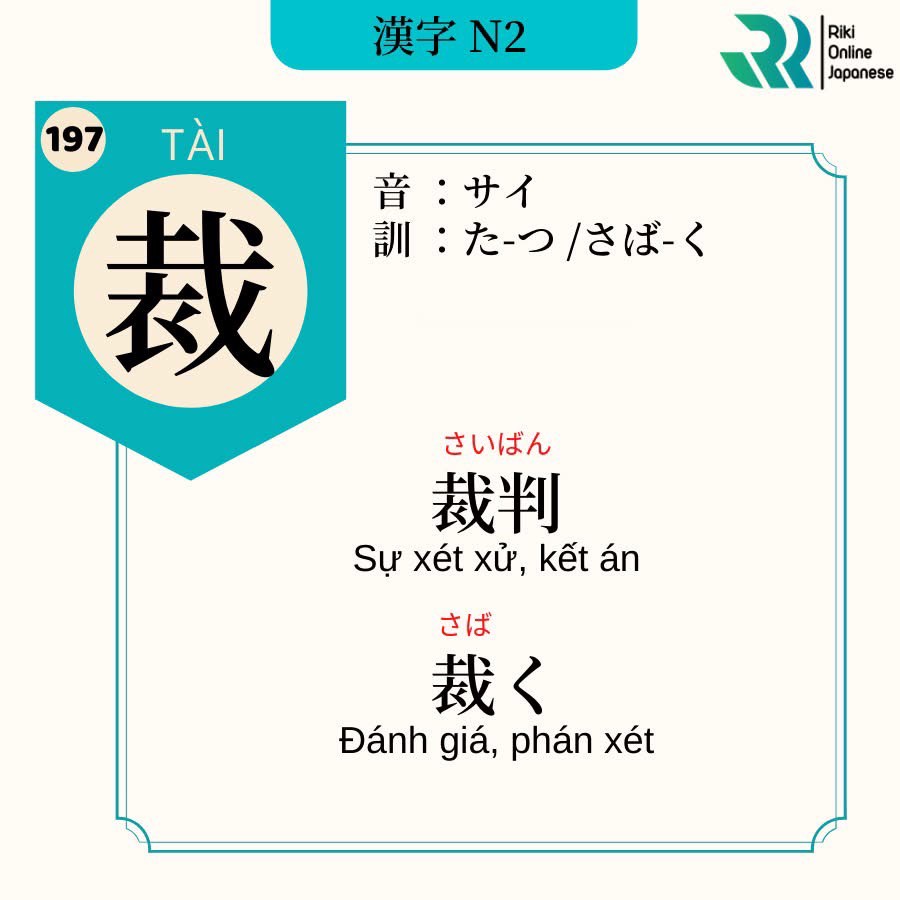 漢字 N2
Riki
Online
Japanese
197
TÀI
裁
音 ：サイ
訓 ：た-つ /さば-く
さいばん
裁判
Sự xét xử, kết án
さば
裁く
Đánh giá, phán xét